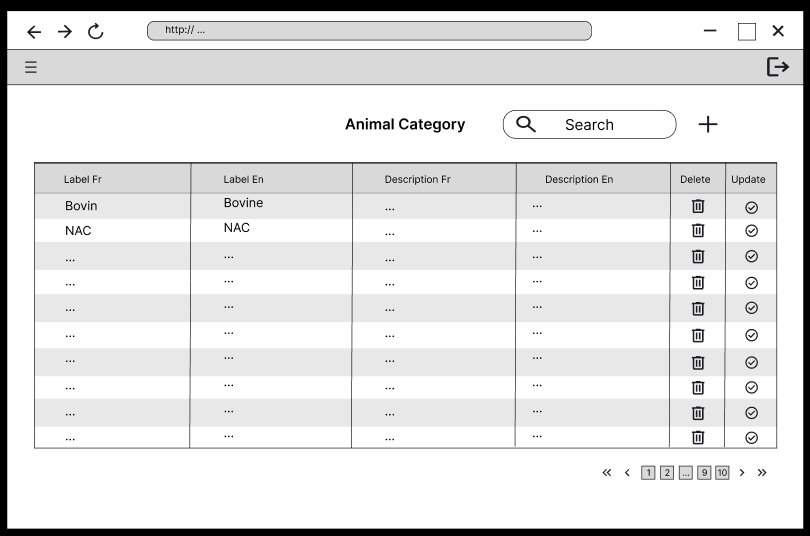 http:// ...
Animal Category
Search
Label Fr Label En Description Fr Description En Delete Update
Bovin Bovine ... ...
NAC NAC ... ...
... ... ... ...
... ... ... ...
... ... ... ...
... ... ... ...
... ... ... ...
... ... ... ...
... ... ... ...
... ... ... ...
« ‹ 1 2 ... 9 10 › »